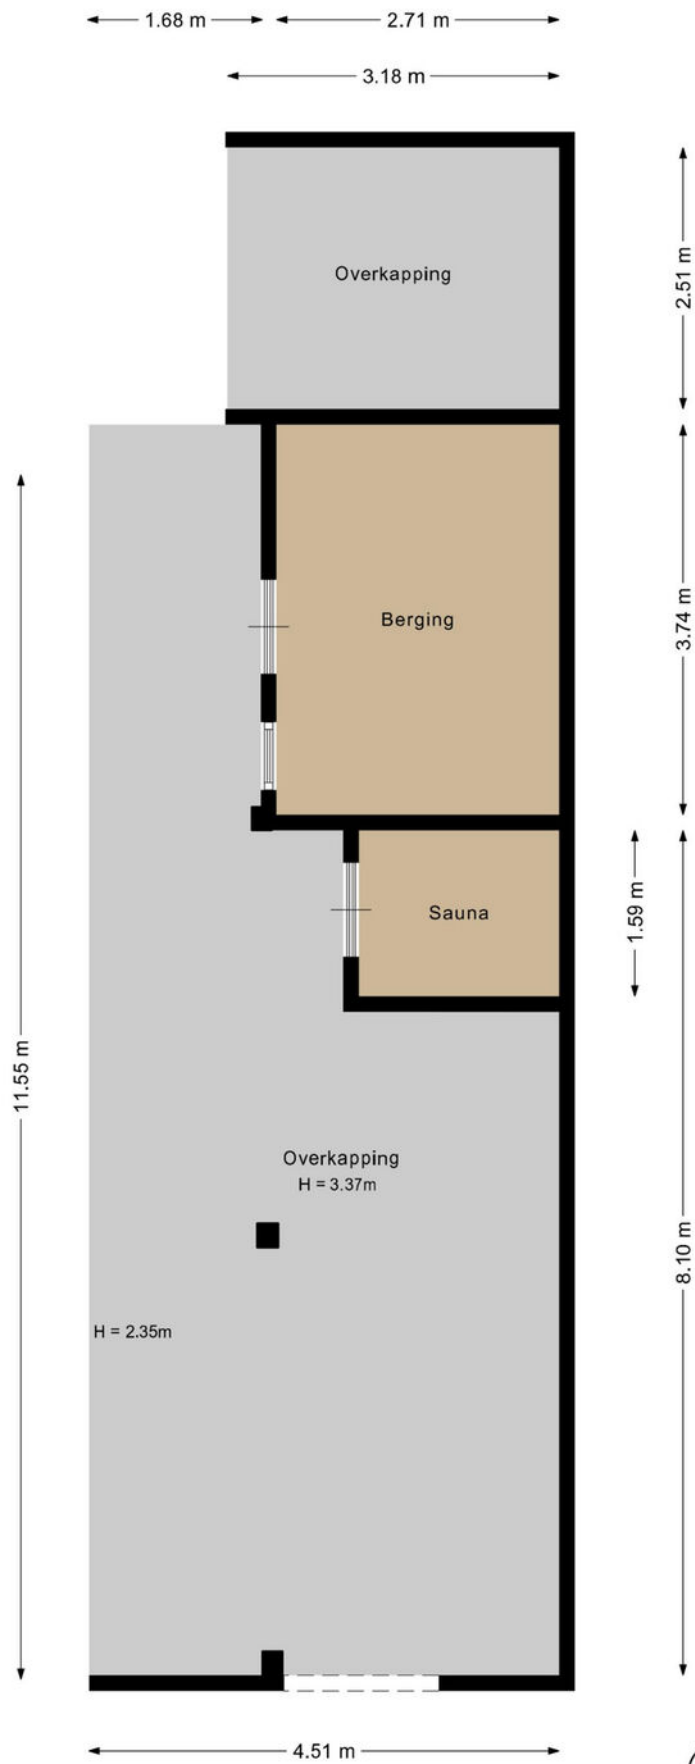 1.68 m
2.71 m
3.18 m
Overkapping
2.51 m
Berging
3.74 m
Sauna
1.59 m
11.55 m
Overkapping
H = 3.37m
8.10 m
H = 2.35m
4.51 m